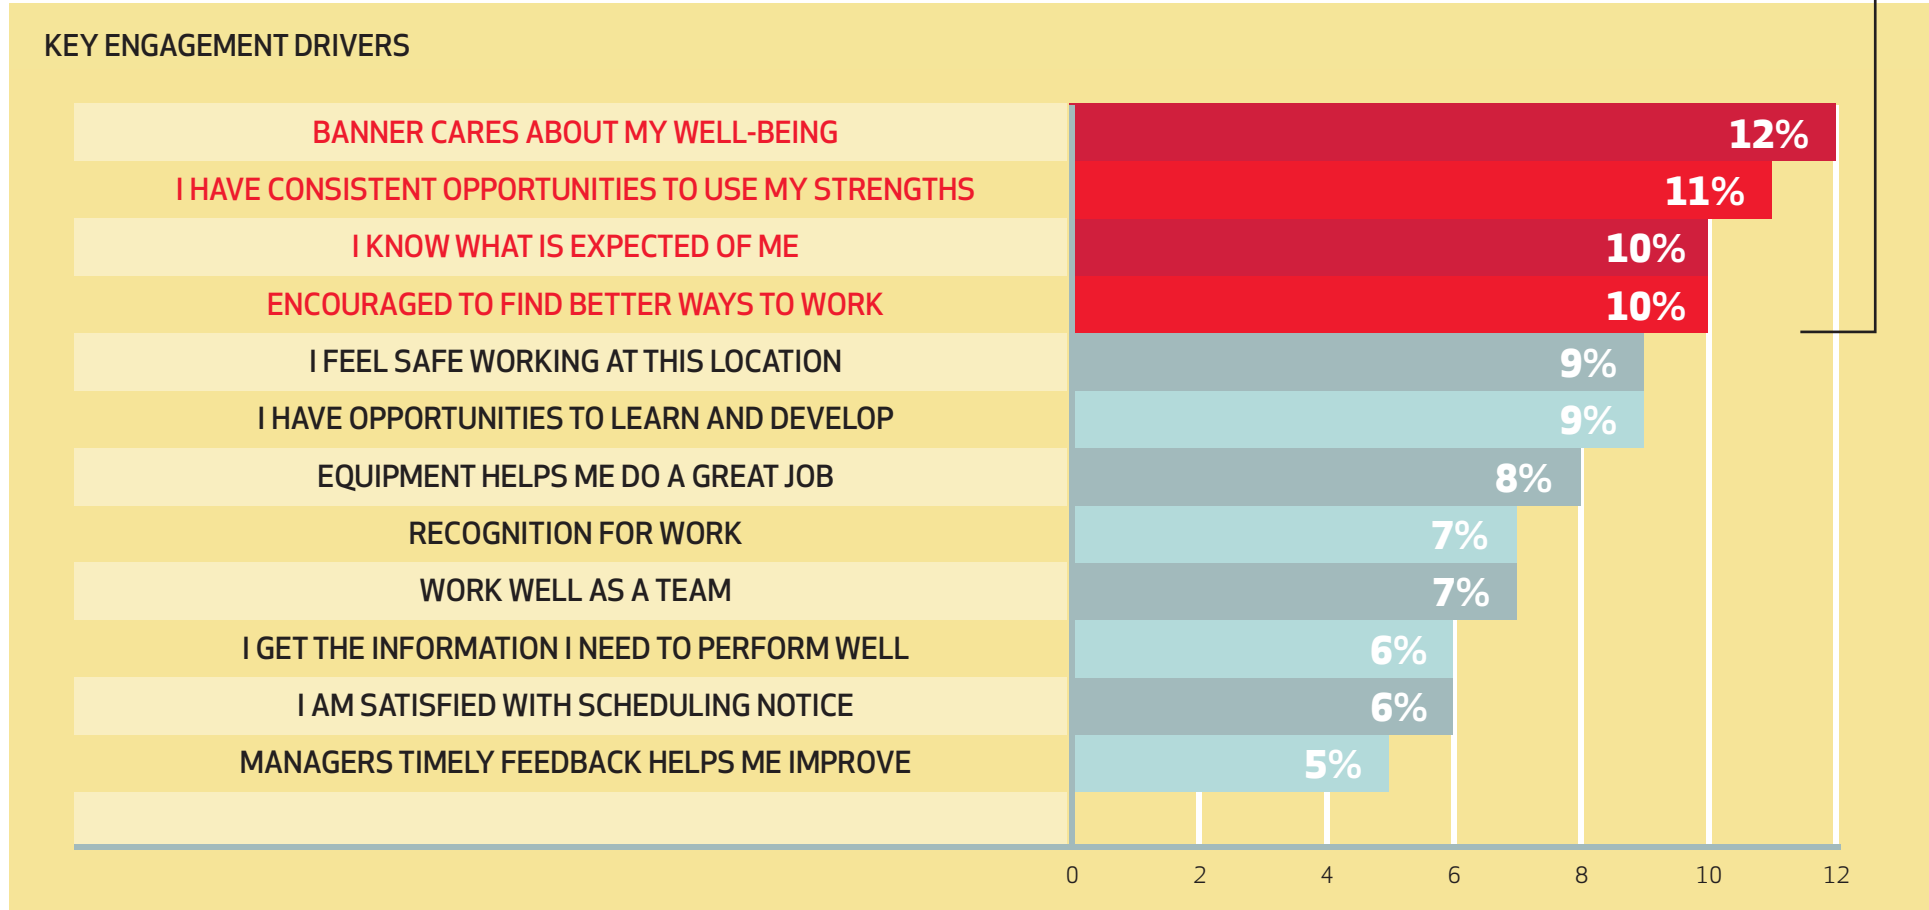 KEY ENGAGEMENT DRIVERS
BANNER CARES ABOUT MY WELL-BEING 12%
I HAVE CONSISTENT OPPORTUNITIES TO USE MY STRENGTHS 11%
I KNOW WHAT IS EXPECTED OF ME 10%
ENCOURAGED TO FIND BETTER WAYS TO WORK 10%
I FEEL SAFE WORKING AT THIS LOCATION 9%
I HAVE OPPORTUNITIES TO LEARN AND DEVELOP 9%
EQUIPMENT HELPS ME DO A GREAT JOB 8%
RECOGNITION FOR WORK 7%
WORK WELL AS A TEAM 7%
I GET THE INFORMATION I NEED TO PERFORM WELL 6%
I AM SATISFIED WITH SCHEDULING NOTICE 6%
MANAGERS TIMELY FEEDBACK HELPS ME IMPROVE 5%
0 2 4 6 8 10 12